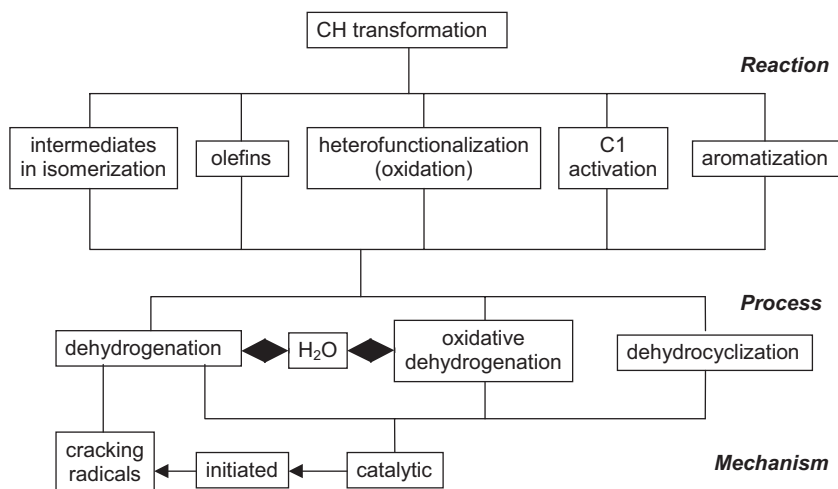 CH transformation
Reaction
intermediates
in isomerization
olefins
heterofunctionalization
(oxidation)
C1
activation
aromatization
Process
dehydrogenation
H₂O
oxidative
dehydrogenation
dehydrocyclization
cracking
radicals
initiated
catalytic
Mechanism